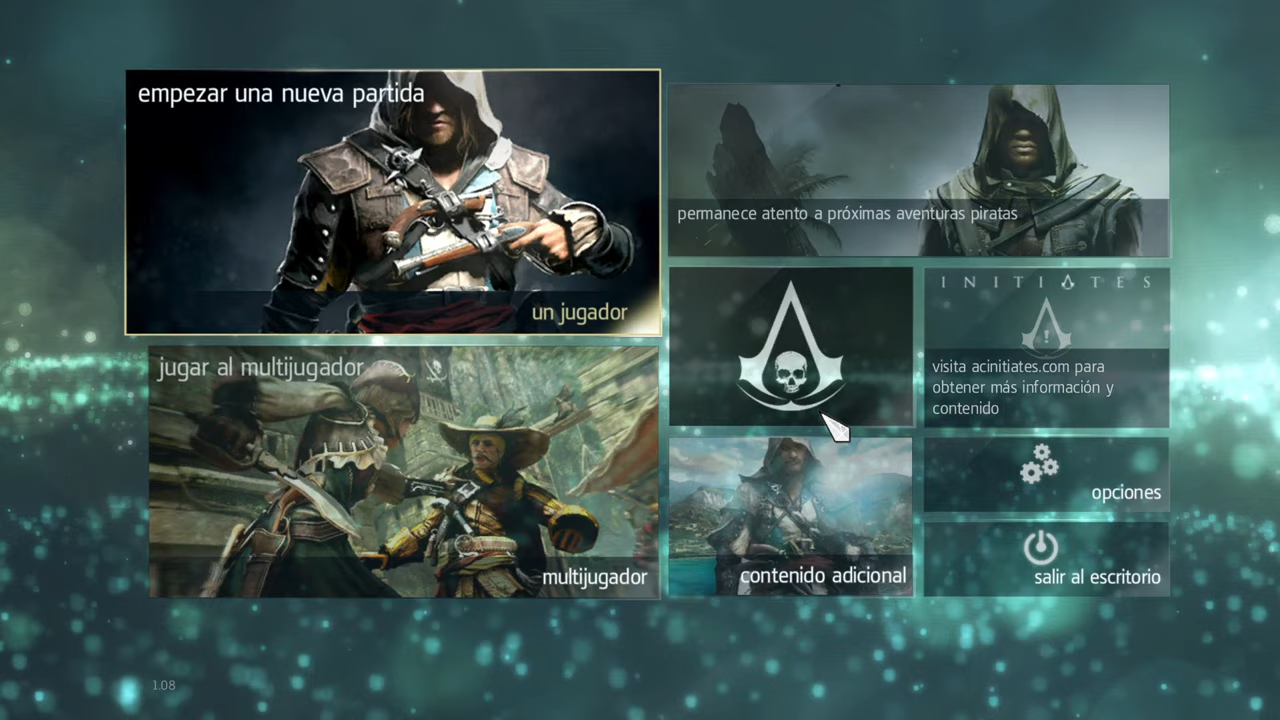 empezar una nueva partida
un jugador
permanece atento a próximas aventuras piratas
INITIATES
visita acinitiates.com para
obtener más información y
contenido
jugar al multijugador
multijugador
contenido adicional
opciones
salir al escritorio
1.08